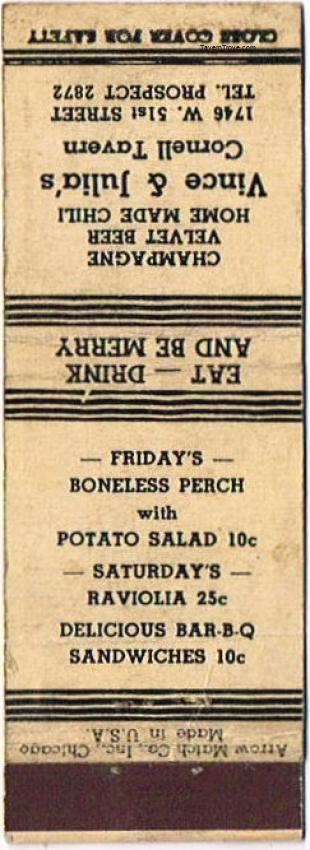 CHAMPAGNE
VELVET BEER
HOME MADE CHILI
Vince & Julia's
Cornell Tavern
1746 W. 51st STREET
TEL. PROSPECT 2872
CLOSE COVER FOR SAFETY
TavernTrove.com
EAT — DRINK
AND BE MERRY
— FRIDAY'S —
BONELESS PERCH
with
POTATO SALAD 10c
— SATURDAY'S —
RAVIOLIA 25c
DELICIOUS BAR-B-Q
SANDWICHES 10c
Arrow Match Co., Inc., Chicago
Made in U.S.A.